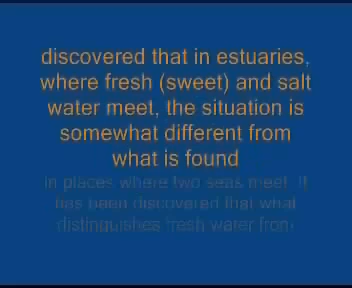 discovered that in estuaries,
where fresh (sweet) and salt
water meet, the situation is
somewhat different from
what is found
in places where two seas meet. It
has been discovered that what
distinguishes fresh water from